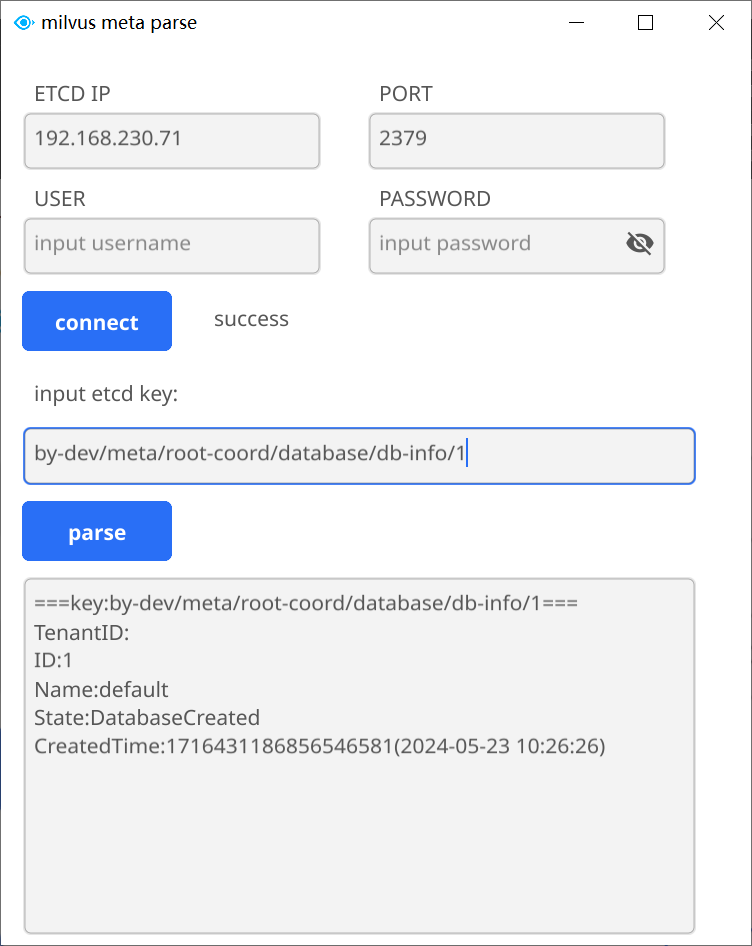 milvus meta parse
ETCD IP PORT
192.168.230.71 2379
USER PASSWORD
input username input password
connect success
input etcd key:
by-dev/meta/root-coord/database/db-info/1
parse
===key:by-dev/meta/root-coord/database/db-info/1===
TenantID:
ID:1
Name:default
State:DatabaseCreated
CreatedTime:1716431186856546581(2024-05-23 10:26:26)